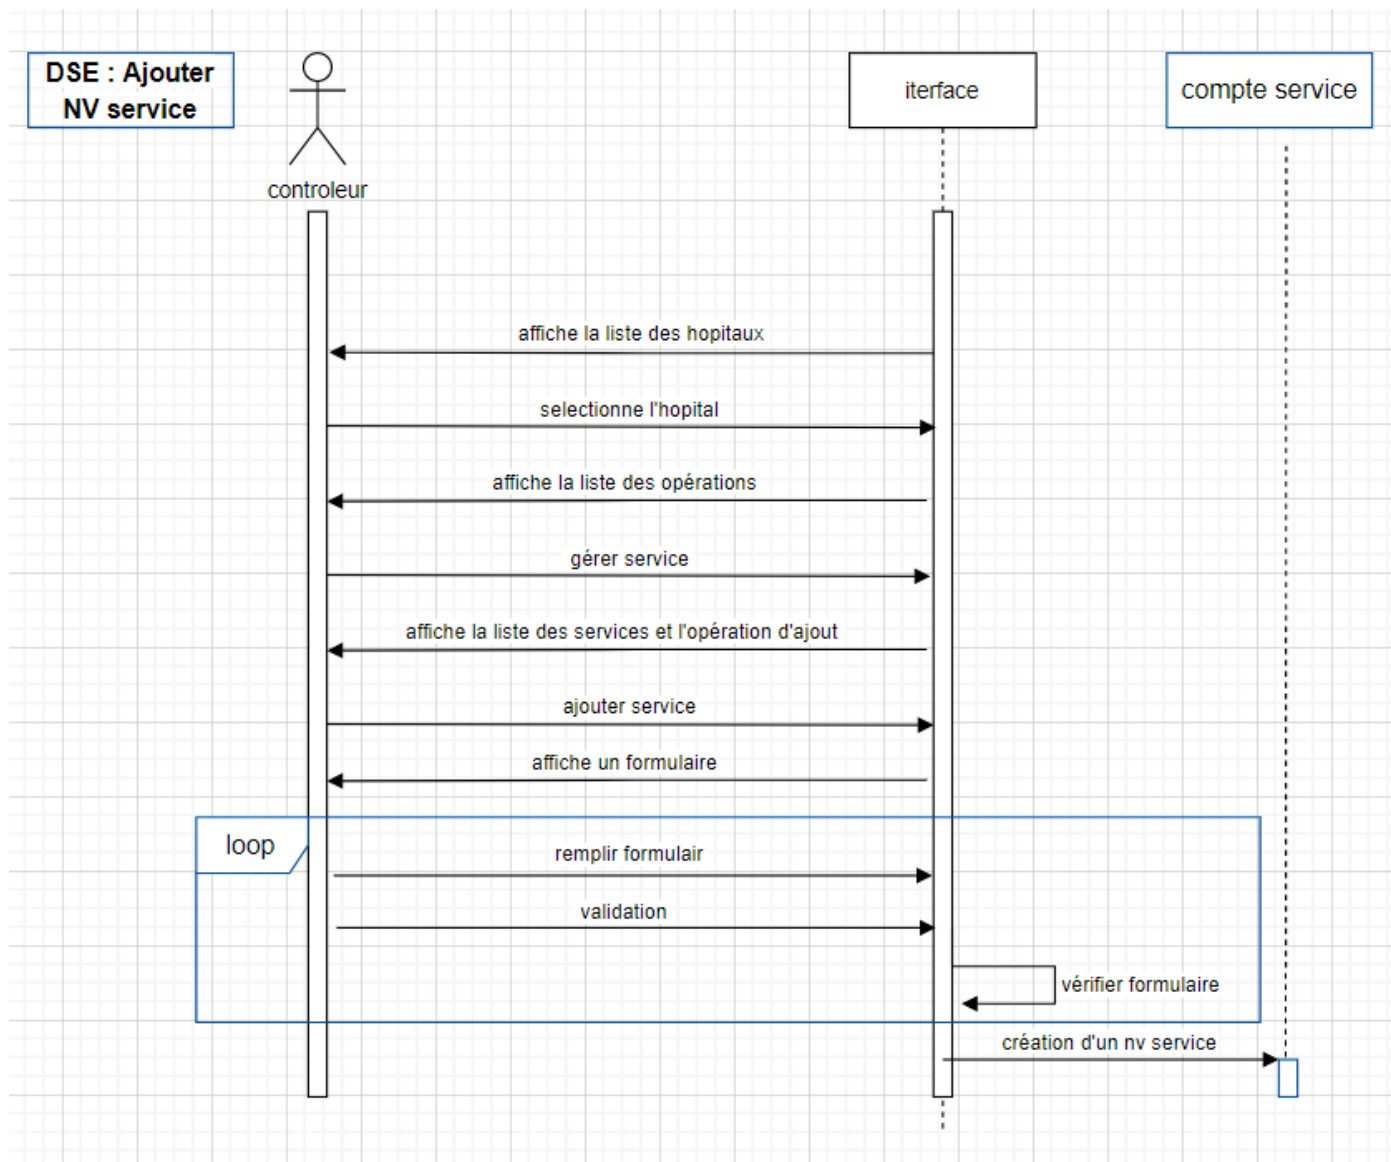 DSE : Ajouter
NV service
controleur
iterface
compte service
affiche la liste des hopitaux
selectionne l'hopital
affiche la liste des opérations
gérer service
affiche la liste des services et l'opération d'ajout
ajouter service
affiche un formulaire
loop
remplir formulair
validation
vérifier formulaire
création d'un nv service